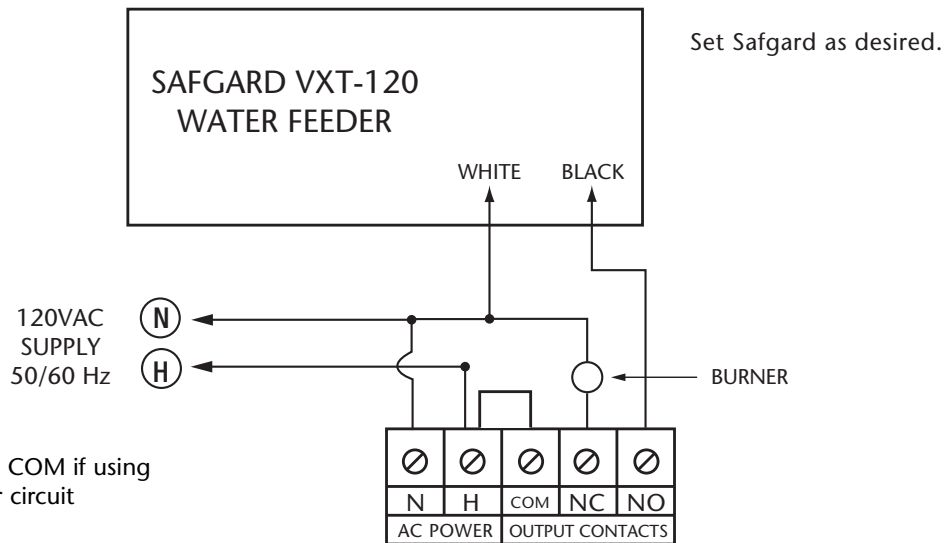 Set Safgard as desired.
SAFGARD VXT-120
WATER FEEDER
WHITE BLACK
120VAC
SUPPLY
50/60 Hz
N
H
BURNER
COM if using
circuit
N H COM NC NO
AC POWER OUTPUT CONTACTS